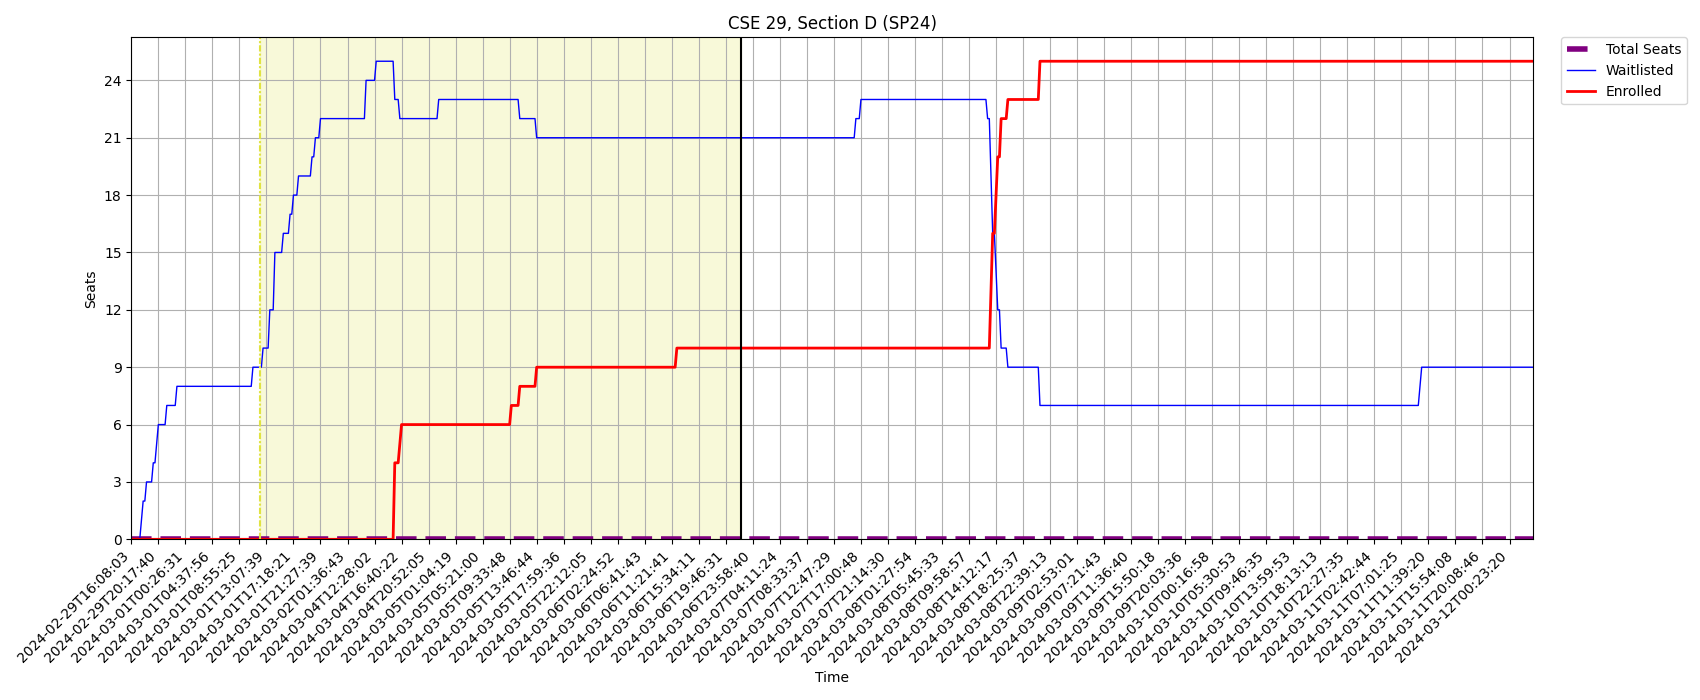 CSE 29, Section D (SP24)
Total Seats
Waitlisted
Enrolled
Seats
24
21
18
15
12
9
6
3
0
2024-02-29T16:08:03
2024-02-29T20:17:40
2024-03-01T00:26:31
2024-03-01T04:37:56
2024-03-01T08:55:25
2024-03-01T13:07:39
2024-03-01T17:18:21
2024-03-01T21:27:39
2024-03-02T01:36:43
2024-03-04T12:28:02
2024-03-04T16:40:22
2024-03-04T20:52:05
2024-03-05T01:04:19
2024-03-05T05:21:00
2024-03-05T09:33:48
2024-03-05T13:46:44
2024-03-05T17:59:36
2024-03-05T22:12:05
2024-03-06T02:24:52
2024-03-06T06:41:43
2024-03-06T11:21:41
2024-03-06T15:34:11
2024-03-06T19:46:31
2024-03-06T23:58:40
2024-03-07T04:11:24
2024-03-07T08:33:37
2024-03-07T12:47:29
2024-03-07T17:00:48
2024-03-07T21:14:30
2024-03-08T01:27:54
2024-03-08T05:45:33
2024-03-08T09:58:57
2024-03-08T14:12:17
2024-03-08T18:25:37
2024-03-08T22:39:13
2024-03-09T02:53:01
2024-03-09T07:21:43
2024-03-09T11:36:40
2024-03-09T15:50:18
2024-03-09T20:03:36
2024-03-10T00:16:58
2024-03-10T05:30:53
2024-03-10T09:46:35
2024-03-10T13:59:53
2024-03-10T18:13:13
2024-03-10T22:27:35
2024-03-11T02:42:44
2024-03-11T07:01:25
2024-03-11T11:39:20
2024-03-11T15:54:08
2024-03-11T20:08:46
2024-03-12T00:23:20
Time